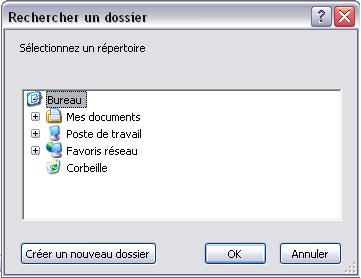 Rechercher un dossier
Sélectionnez un répertoire
Bureau
Mes documents
Poste de travail
Favoris réseau
Corbeille
Créer un nouveau dossier
OK
Annuler